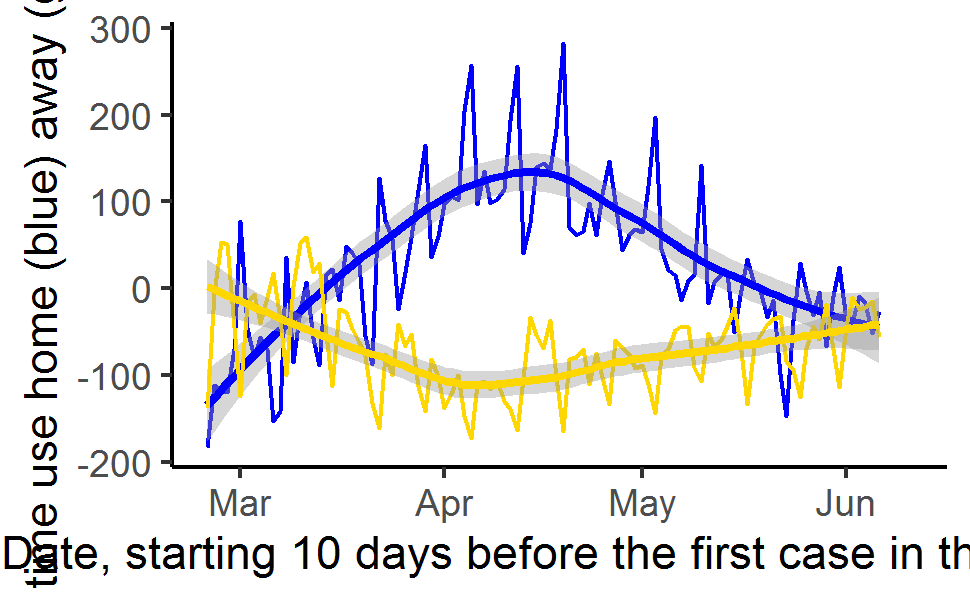 time use home (blue) away (
300
200
100
0
-100
-200
Mar Apr May Jun
Date, starting 10 days before the first case in th